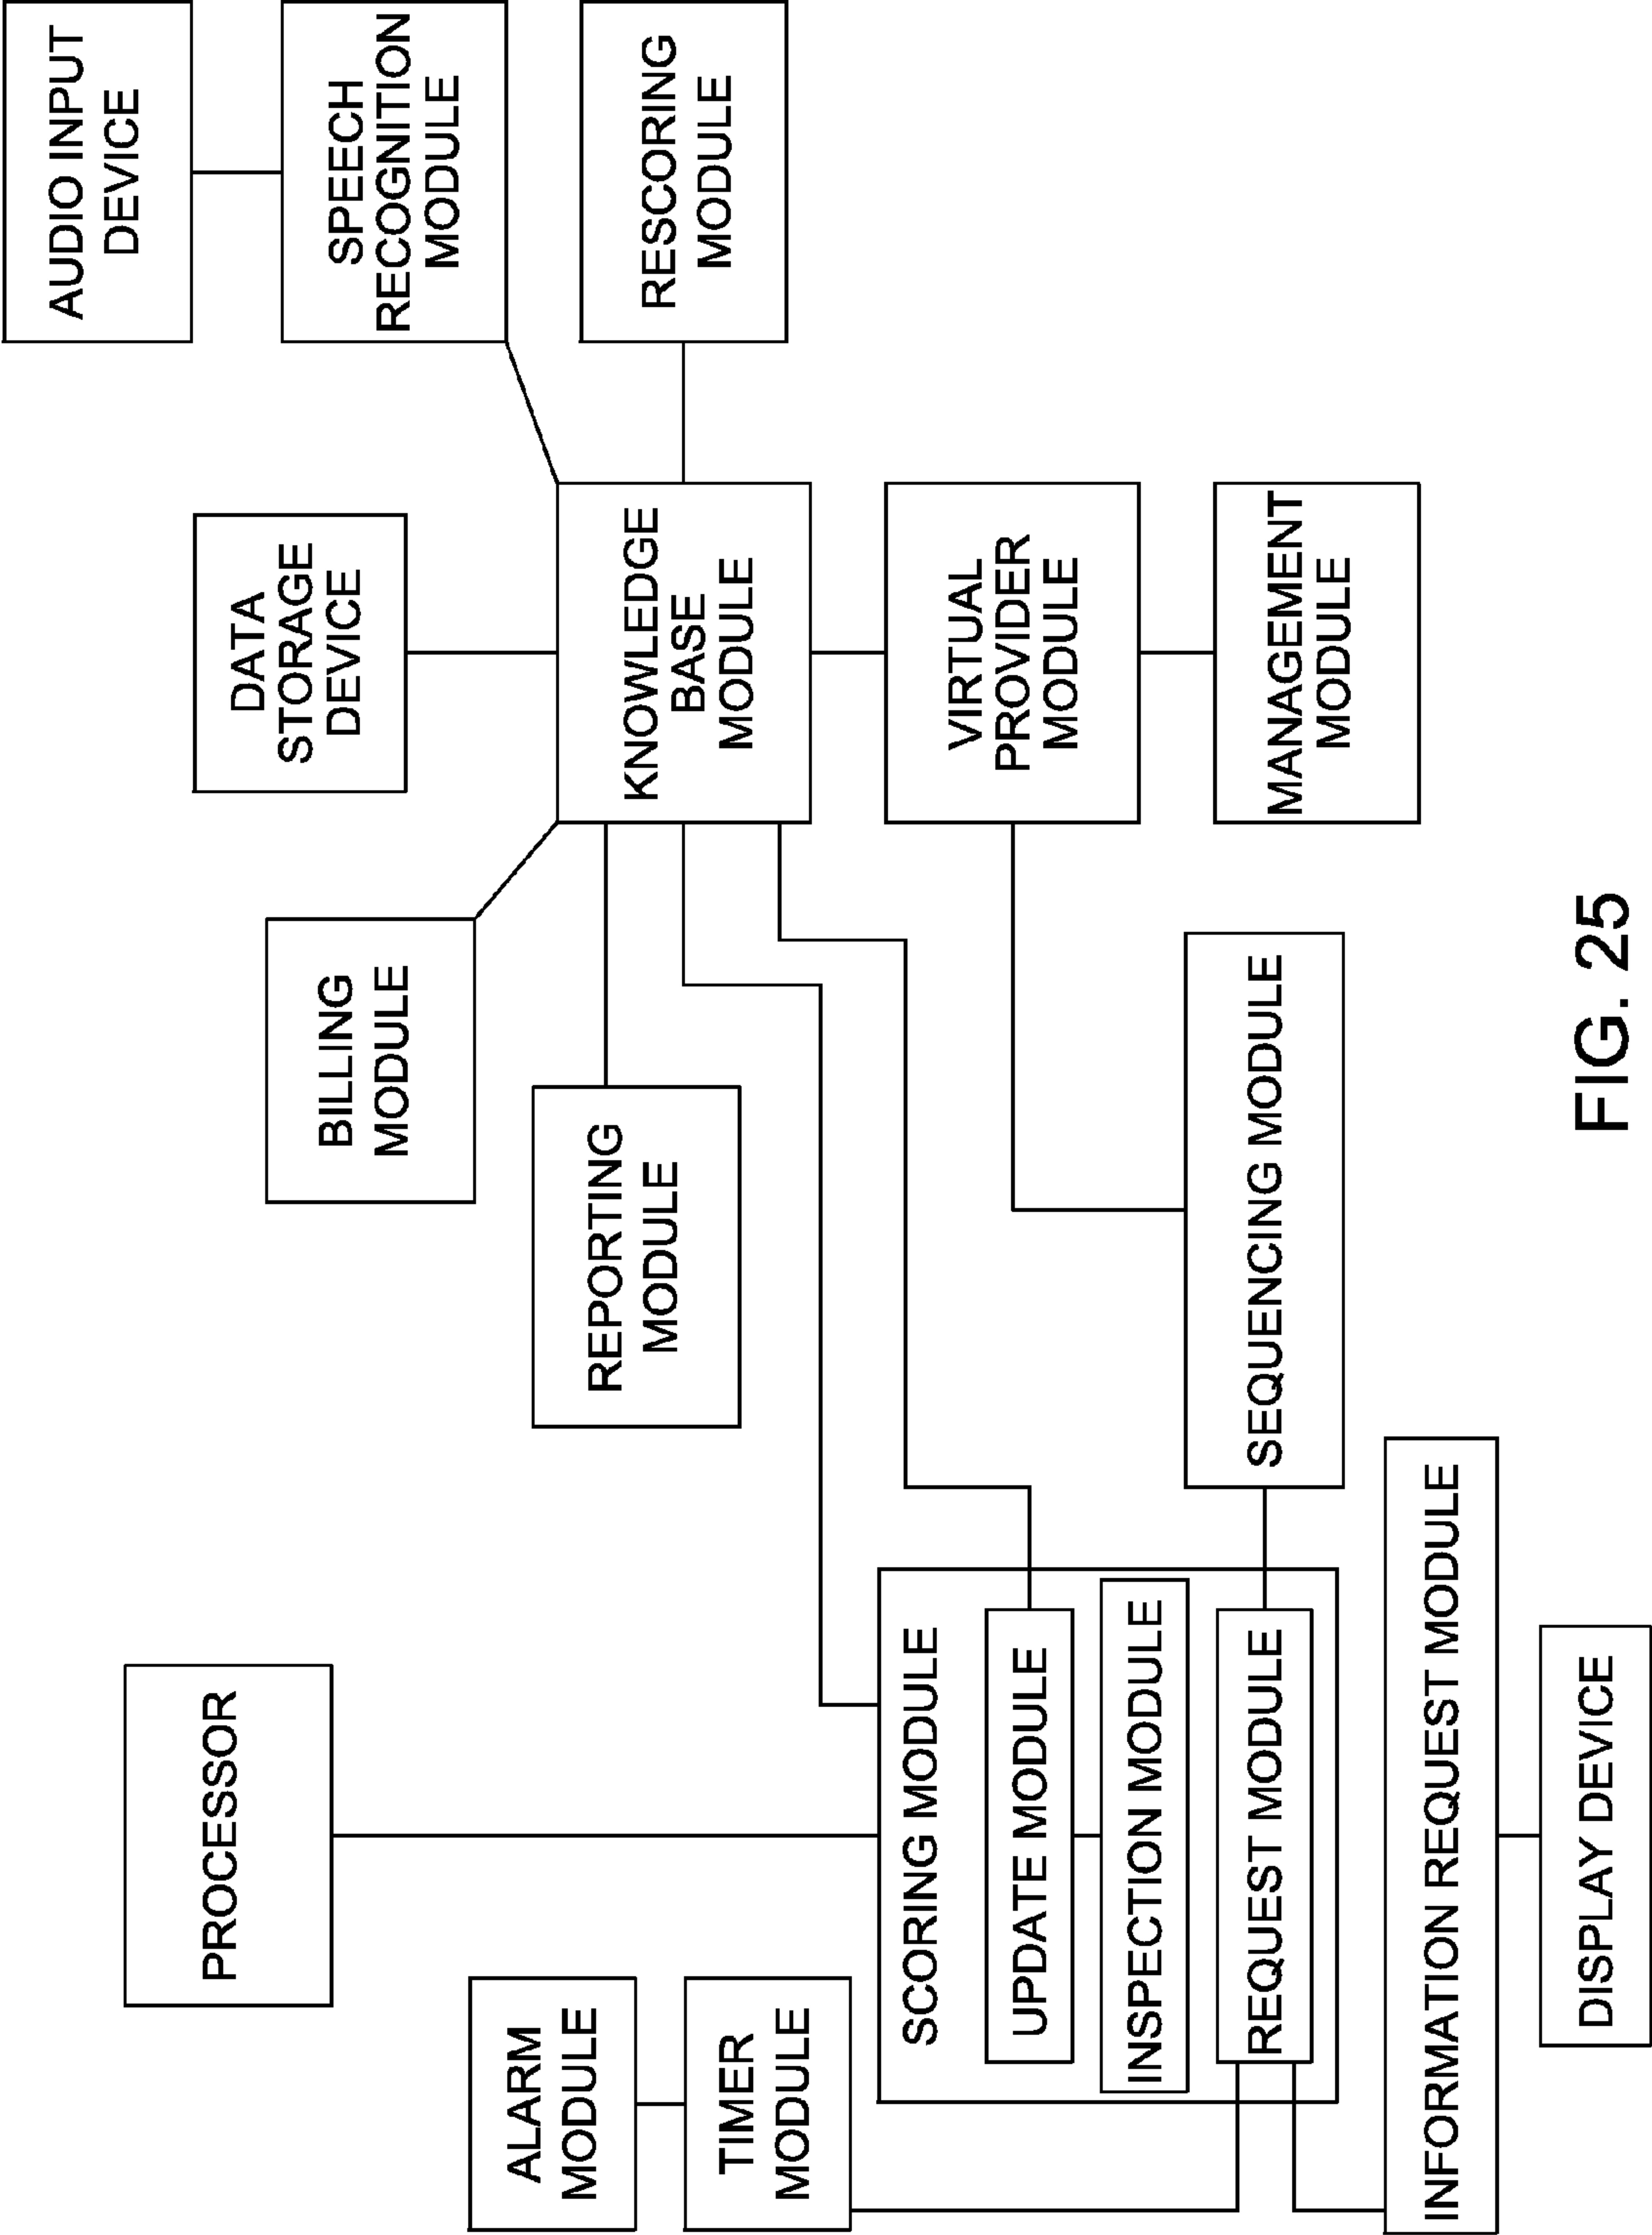 AUDIO INPUT
DEVICE
SPEECH
RECOGNITION
MODULE
RESCORING
MODULE
DATA
STORAGE
DEVICE
KNOWLEDGE
BASE
MODULE
VIRTUAL
PROVIDER
MODULE
MANAGEMENT
MODULE
BILLING
MODULE
REPORTING
MODULE
SEQUENCING MODULE
PROCESSOR
ALARM
MODULE
TIMER
MODULE
SCORING MODULE
UPDATE MODULE
INSPECTION MODULE
REQUEST MODULE
INFORMATION REQUEST MODULE
DISPLAY DEVICE
FIG. 25